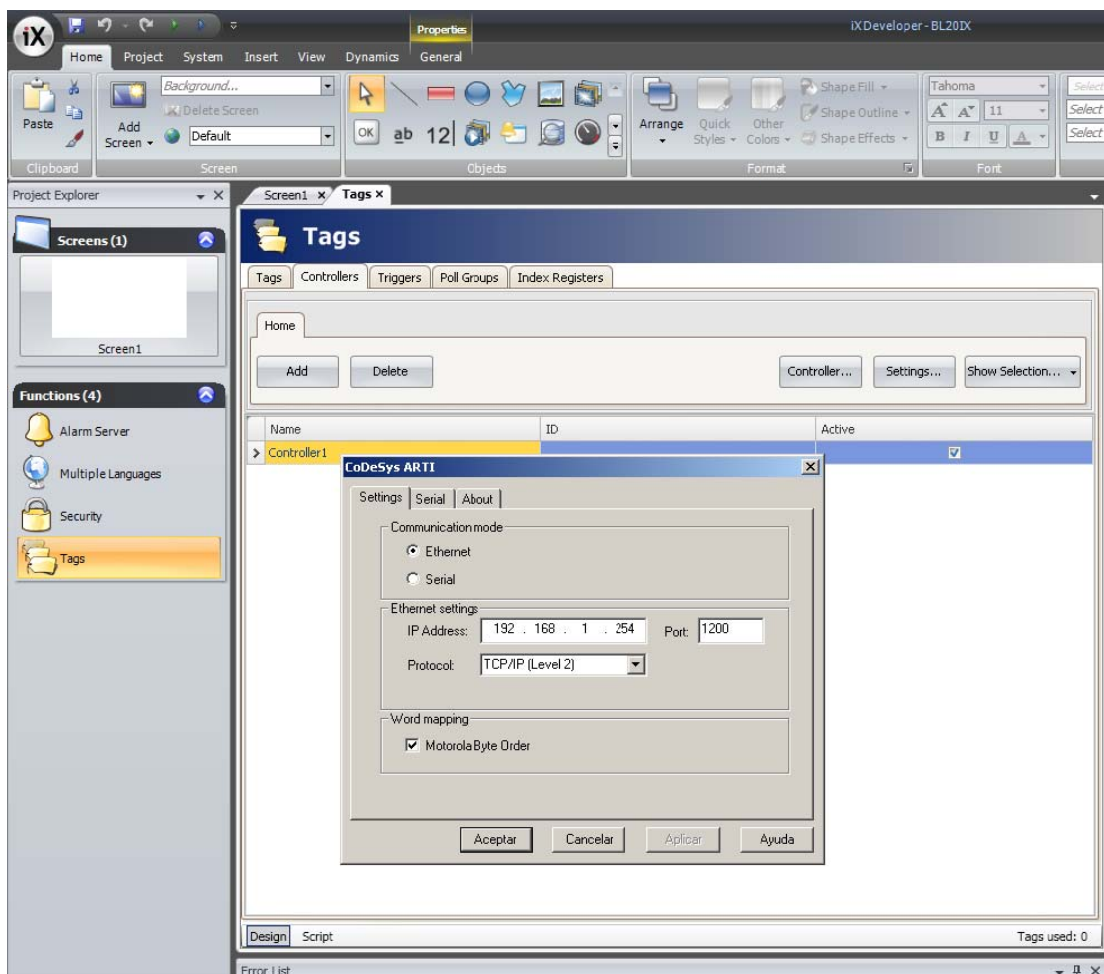 iX
Properties
iXDeveloper - BL20IX
Home Project System Insert View Dynamics General
Paste
Add Screen
Background...
Delete Screen
Default
OK ab 12
Arrange
Quick Styles
Other Colors
Shape Fill
Shape Outline
Shape Effects
Tahoma
A A 11
B I U A
Select
Select
Select
Clipboard Screen Objects Format Font
Project Explorer
Screen1 Tags
Screens (1)
Screen1
Functions (4)
Alarm Server
Multiple Languages
Security
Tags
Tags
Tags Controllers Triggers Poll Groups Index Registers
Home
Add Delete Controller... Settings... Show Selection...
Name ID Active
Controller1
CoDeSys ARTI
Settings Serial About
Communication mode
Ethernet
Serial
Ethernet settings
IP Address: 192 . 168 . 1 . 254 Port: 1200
Protocol: TCP/IP (Level 2)
Word mapping
Motorola Byte Order
Aceptar Cancelar Aplicar Ayuda
Design Script Tags used: 0
Error List